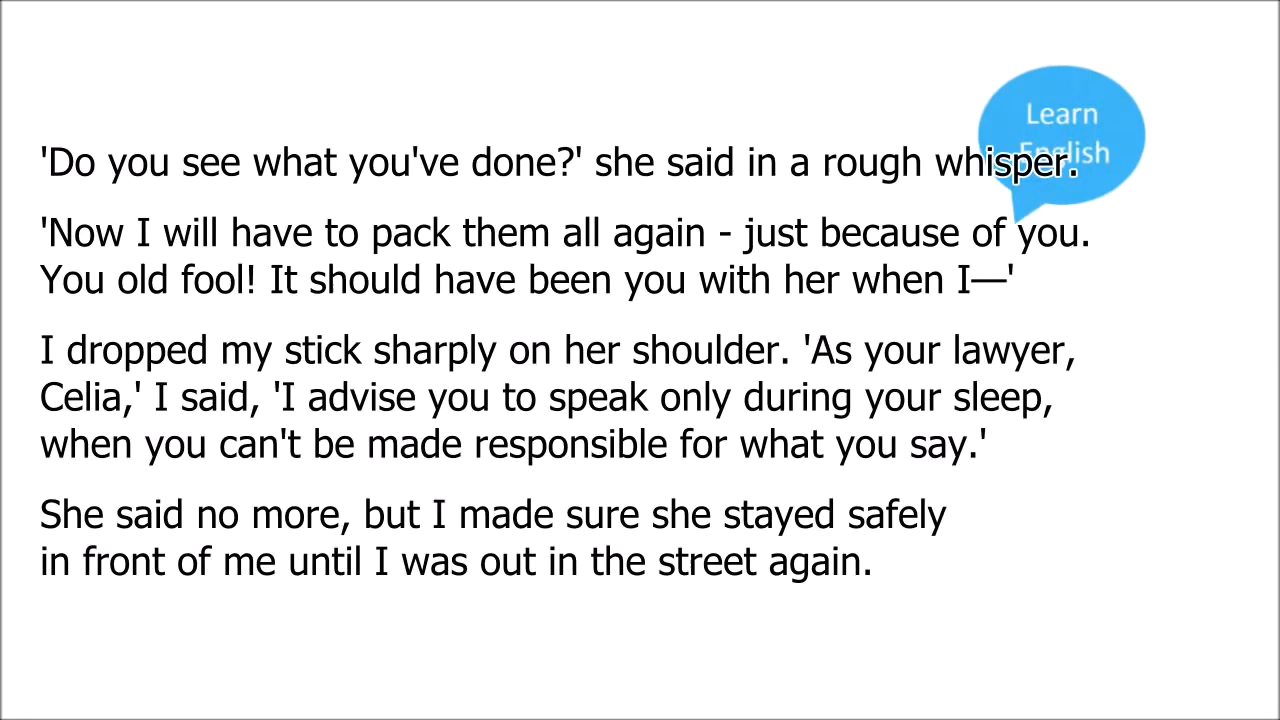 Learn
English
'Do you see what you've done?' she said in a rough whisper.
'Now I will have to pack them all again - just because of you.
You old fool! It should have been you with her when I—'
I dropped my stick sharply on her shoulder. 'As your lawyer,
Celia,' I said, 'I advise you to speak only during your sleep,
when you can't be made responsible for what you say.'
She said no more, but I made sure she stayed safely
in front of me until I was out in the street again.